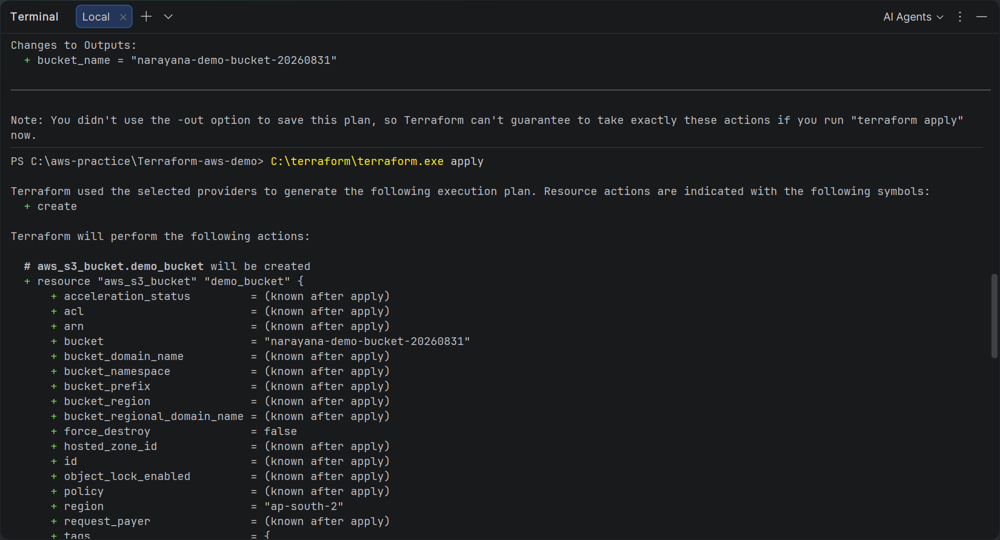 Terminal Local AI Agents
Changes to Outputs:
+ bucket_name = "narayana-demo-bucket-20260831"
Note: You didn't use the -out option to save this plan, so Terraform can't guarantee to take exactly these actions if you run "terraform apply"
now.
PS C:\aws-practice\Terraform-aws-demo> C:\terraform\terraform.exe apply
Terraform used the selected providers to generate the following execution plan. Resource actions are indicated with the following symbols:
+ create
Terraform will perform the following actions:
# aws_s3_bucket.demo_bucket will be created
+ resource "aws_s3_bucket" "demo_bucket" {
+ acceleration_status = (known after apply)
+ acl = (known after apply)
+ arn = (known after apply)
+ bucket = "narayana-demo-bucket-20260831"
+ bucket_domain_name = (known after apply)
+ bucket_namespace = (known after apply)
+ bucket_prefix = (known after apply)
+ bucket_region = (known after apply)
+ bucket_regional_domain_name = (known after apply)
+ force_destroy = false
+ hosted_zone_id = (known after apply)
+ id = (known after apply)
+ object_lock_enabled = (known after apply)
+ policy = (known after apply)
+ region = "ap-south-2"
+ request_payer = (known after apply)
+ tags = {